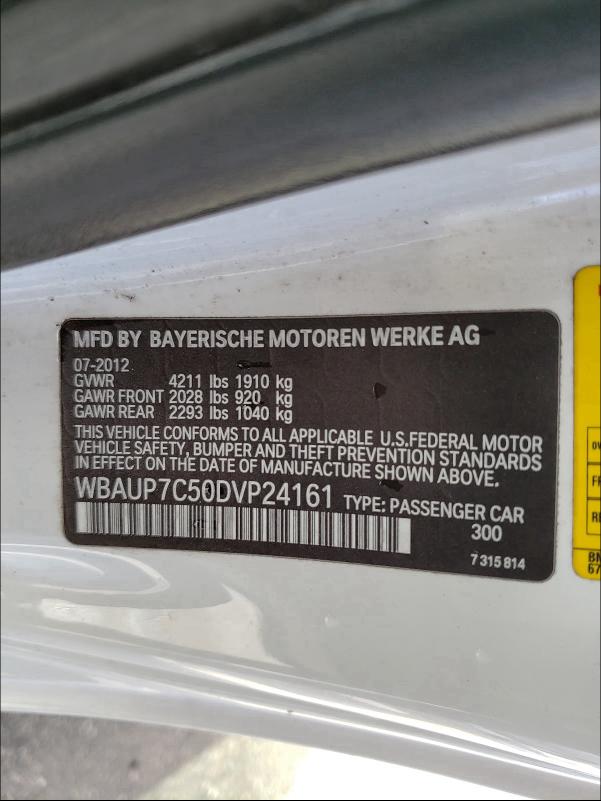 MFD BY BAYERISCHE MOTOREN WERKE AG
07-2012
GVWR 4211 lbs 1910 kg
GAWR FRONT 2028 lbs 920 kg
GAWR REAR 2293 lbs 1040 kg
THIS VEHICLE CONFORMS TO ALL APPLICABLE U.S.FEDERAL MOTOR
VEHICLE SAFETY, BUMPER AND THEFT PREVENTION STANDARDS
IN EFFECT ON THE DATE OF MANUFACTURE SHOWN ABOVE.
WBAUP7C50DVP24161 TYPE: PASSENGER CAR
300
7 315 814